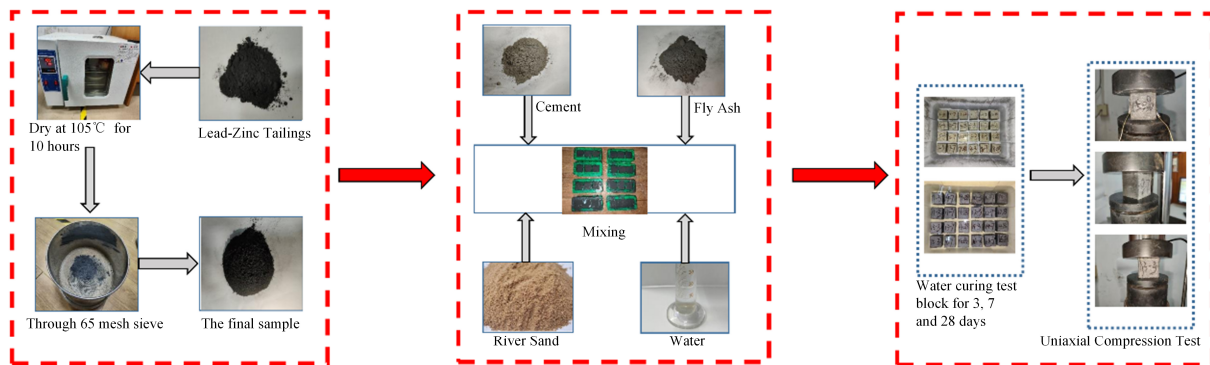 Lead-Zinc Tailings
Dry at 105℃ for
10 hours
Through 65 mesh sieve
The final sample
Cement
Fly Ash
Mixing
River Sand
Water
Water curing test
block for 3, 7
and 28 days
Uniaxial Compression Test